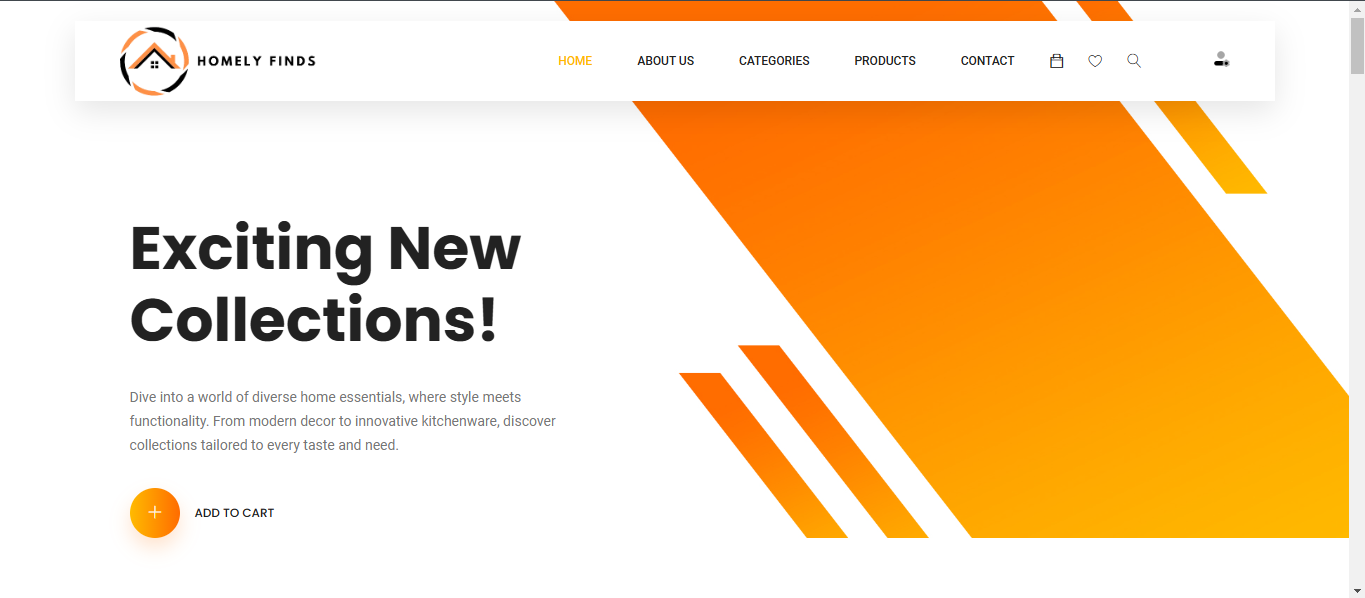 HOMELY FINDS
HOME ABOUT US CATEGORIES PRODUCTS CONTACT
Exciting New
Collections!
Dive into a world of diverse home essentials, where style meets
functionality. From modern decor to innovative kitchenware, discover
collections tailored to every taste and need.
ADD TO CART